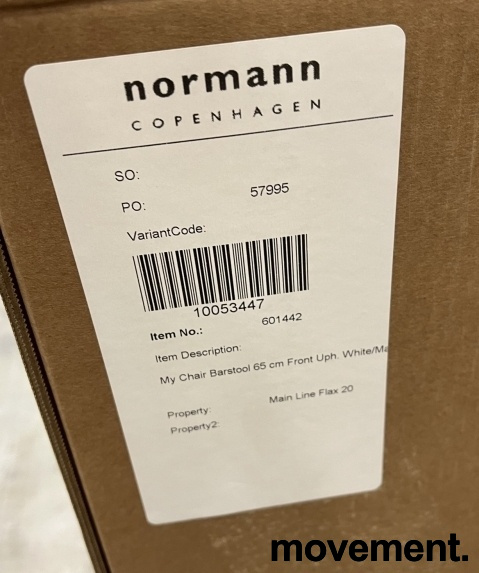 normann
COPENHAGEN
SO:
PO: 57995
VariantCode:
10053447
Item No.: 601442
Item Description:
My Chair Barstool 65 cm Front Uph. White/Ma
Property: Main Line Flax 20
Property2:
movement.